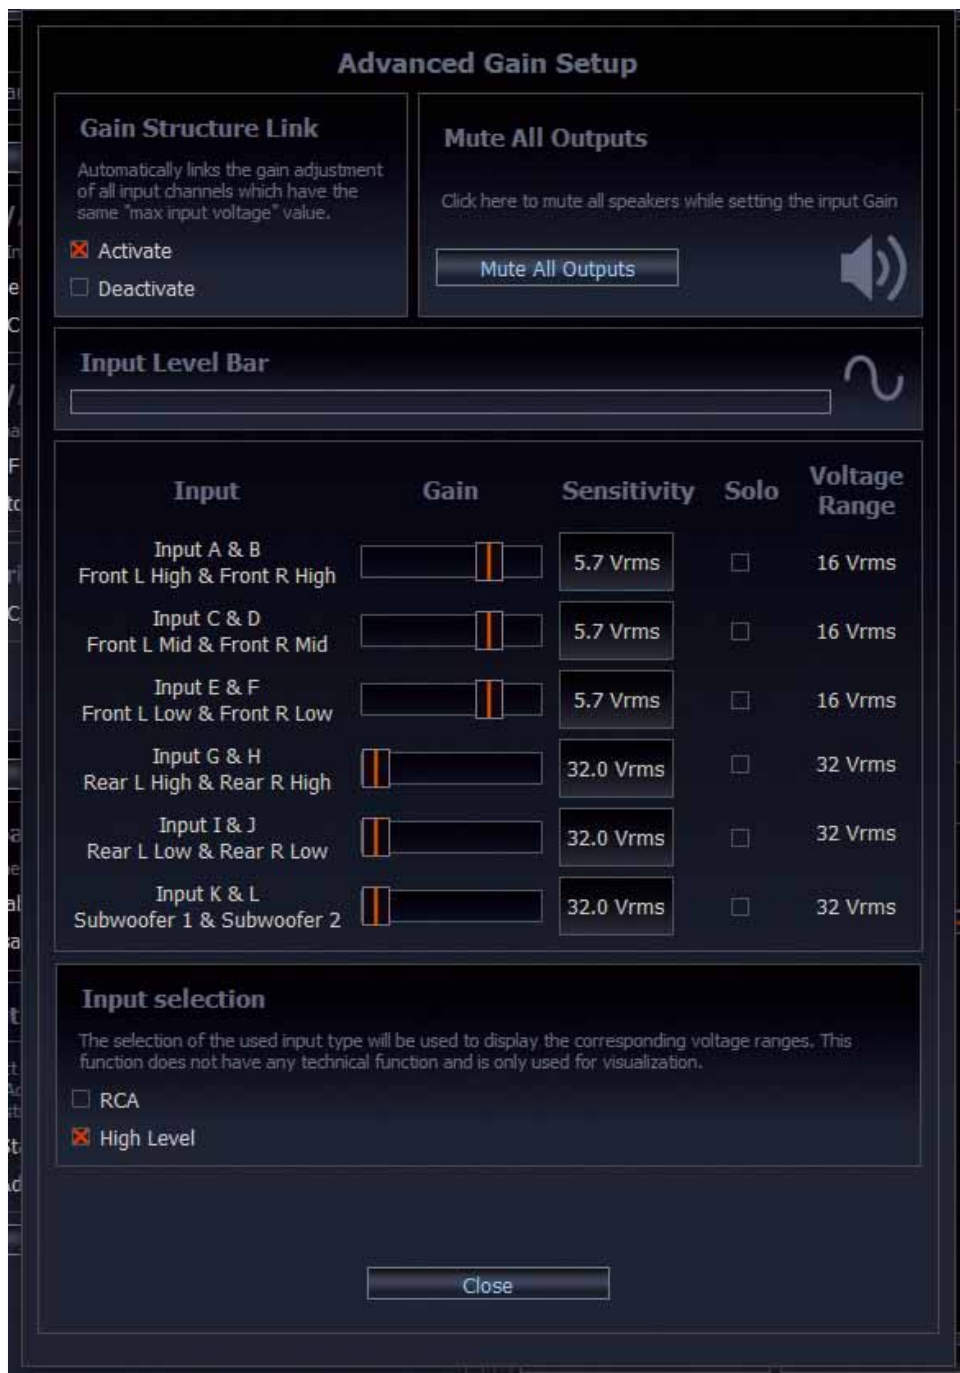 Advanced Gain Setup
Gain Structure Link
Automatically links the gain adjustment
of all input channels which have the
same "max input voltage" value.
Activate
Deactivate
Mute All Outputs
Click here to mute all speakers while setting the input Gain
Mute All Outputs
Input Level Bar
Input Gain Sensitivity Solo Voltage Range
Input A & B
Front L High & Front R High
5.7 Vrms
16 Vrms
Input C & D
Front L Mid & Front R Mid
5.7 Vrms
16 Vrms
Input E & F
Front L Low & Front R Low
5.7 Vrms
16 Vrms
Input G & H
Rear L High & Rear R High
32.0 Vrms
32 Vrms
Input I & J
Rear L Low & Rear R Low
32.0 Vrms
32 Vrms
Input K & L
Subwoofer 1 & Subwoofer 2
32.0 Vrms
32 Vrms
Input selection
The selection of the used input type will be used to display the corresponding voltage ranges. This
function does not have any technical function and is only used for visualization.
RCA
High Level
Close